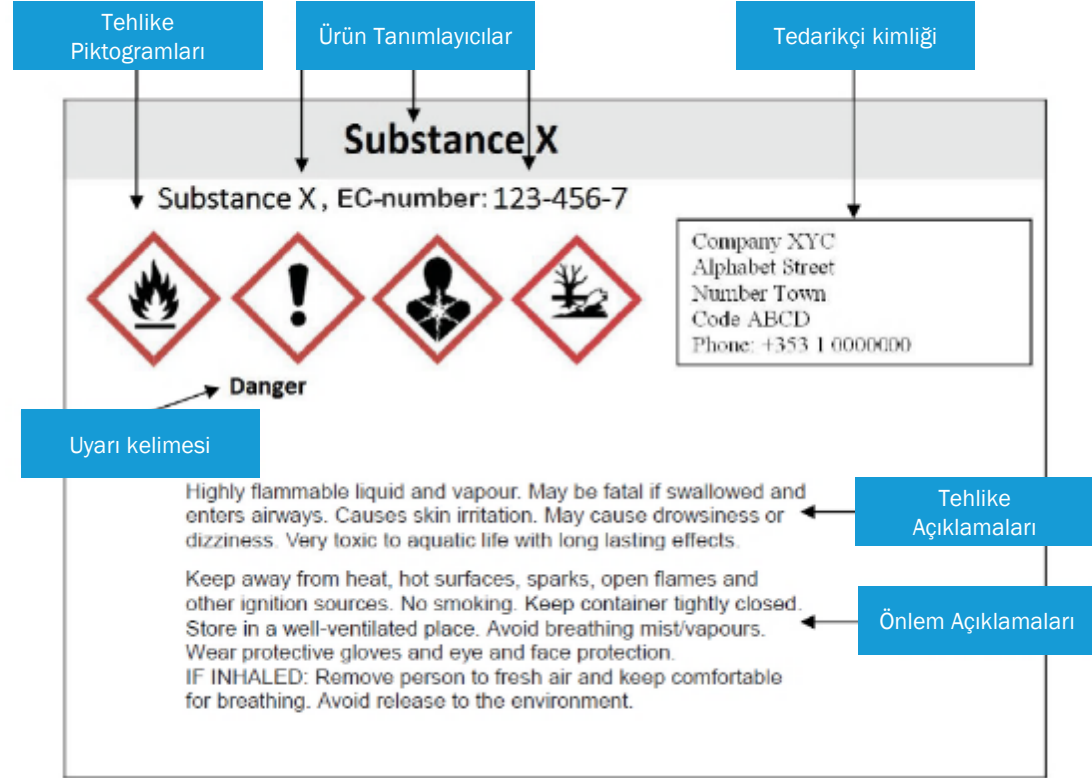 Tehlike
Piktogramları
Ürün Tanımlayıcılar
Tedarikçi kimliği
Substance X
Substance X, EC-number: 123-456-7
Company XYC
Alphabet Street
Number Town
Code ABCD
Phone: +353 1 0000000
Danger
Uyarı kelimesi
Highly flammable liquid and vapour. May be fatal if swallowed and
enters airways. Causes skin irritation. May cause drowsiness or
dizziness. Very toxic to aquatic life with long lasting effects.
Tehlike
Açıklamaları
Keep away from heat, hot surfaces, sparks, open flames and
other ignition sources. No smoking. Keep container tightly closed.
Store in a well-ventilated place. Avoid breathing mist/vapours.
Wear protective gloves and eye and face protection.
IF INHALED: Remove person to fresh air and keep comfortable
for breathing. Avoid release to the environment.
Önlem Açıklamaları